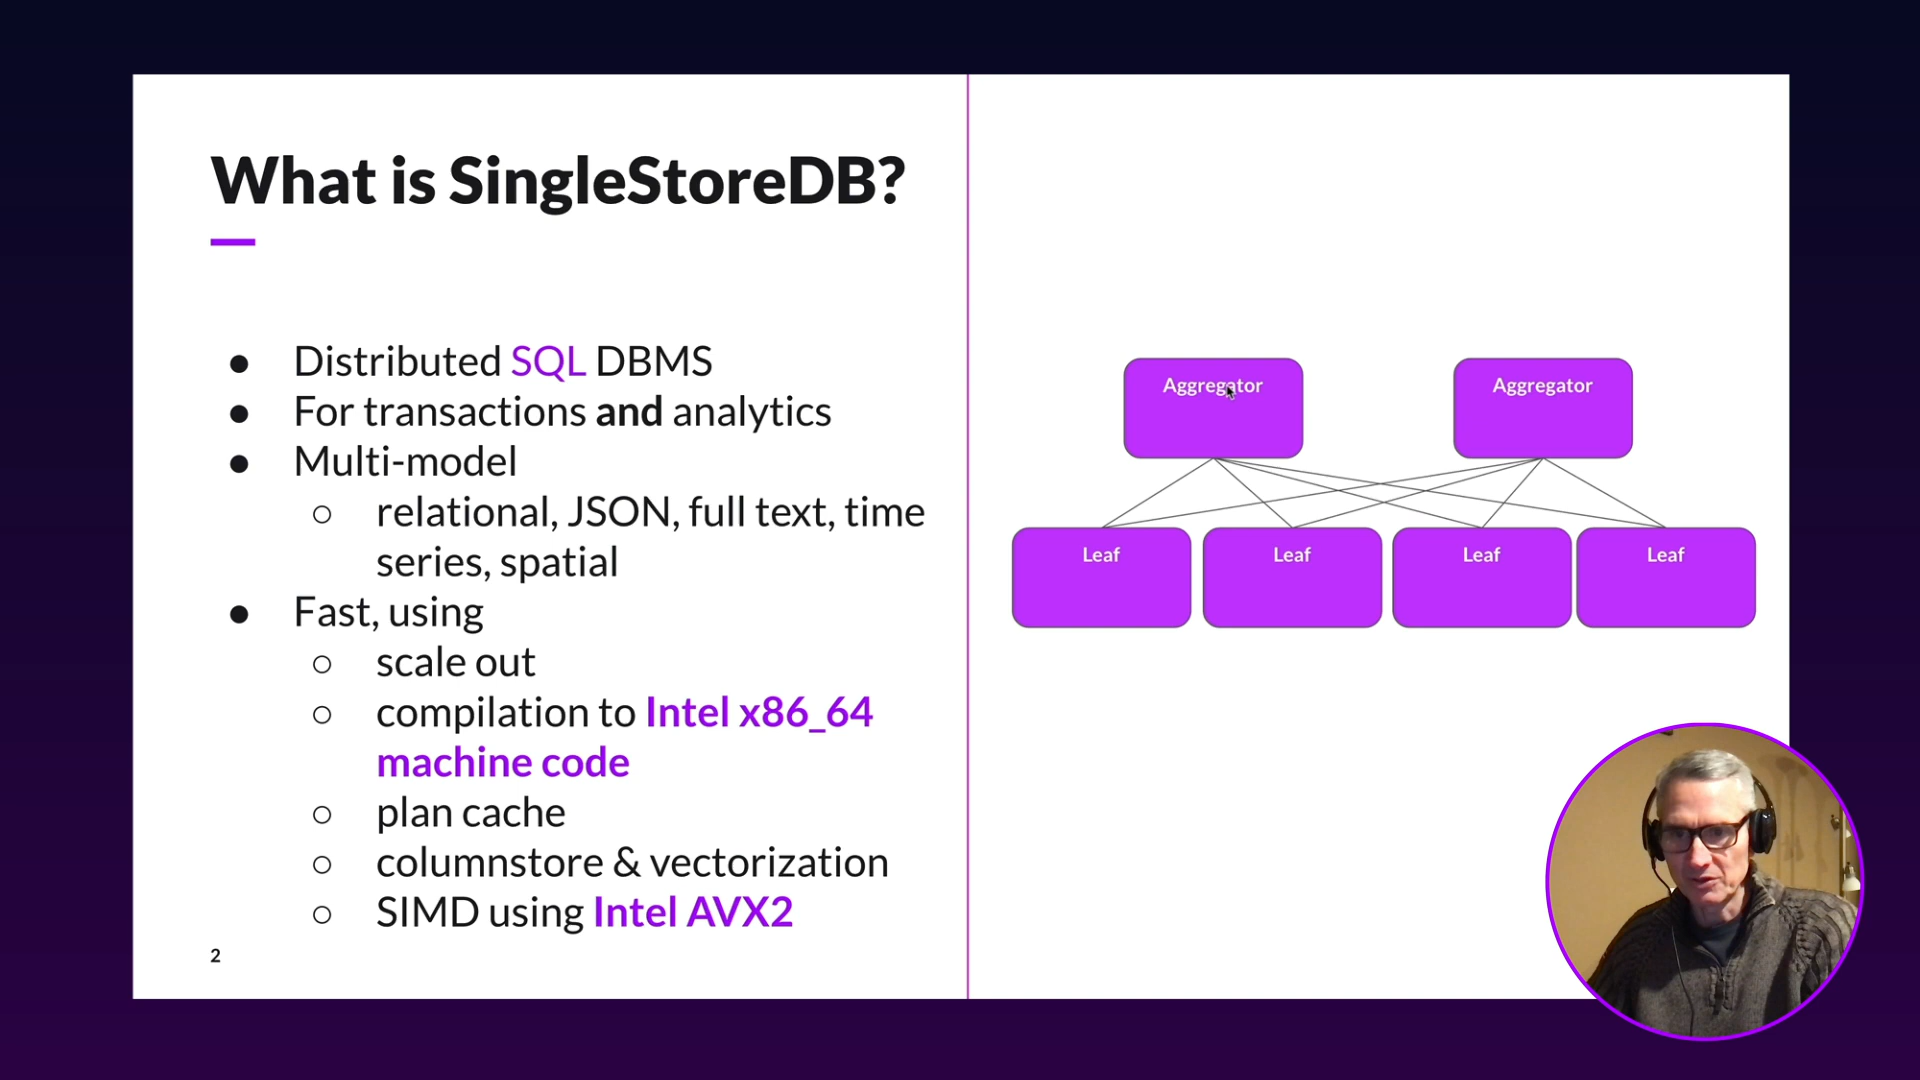 What is SingleStoreDB?
● Distributed SQL DBMS
● For transactions and analytics
● Multi-model
○ relational, JSON, full text, time
series, spatial
● Fast, using
○ scale out
○ compilation to Intel x86_64
machine code
○ plan cache
○ columnstore & vectorization
○ SIMD using Intel AVX2
2
Aggregator
Aggregator
Leaf
Leaf
Leaf
Leaf